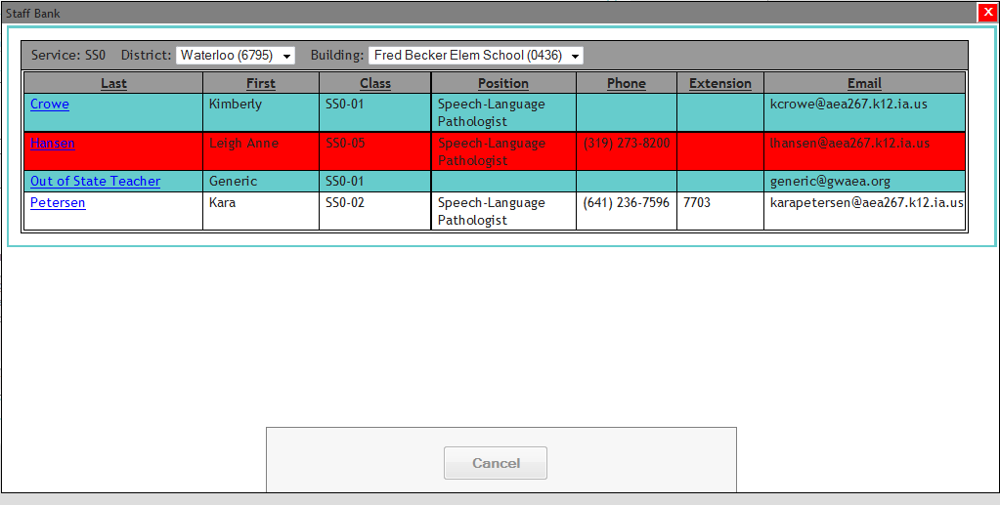 Staff Bank X
Service: SS0 District: Waterloo (6795) Building: Fred Becker Elem School (0436)
Last First Class Position Phone Extension Email
Crowe Kimberly SS0-01 Speech-Language Pathologist kcrowe@aea267.k12.ia.us
Hansen Leigh Anne SS0-05 Speech-Language Pathologist (319) 273-8200 lhansen@aea267.k12.ia.us
Out of State Teacher Generic SS0-01 generic@gwaea.org
Petersen Kara SS0-02 Speech-Language Pathologist (641) 236-7596 7703 karapetersen@aea267.k12.ia.us
Cancel